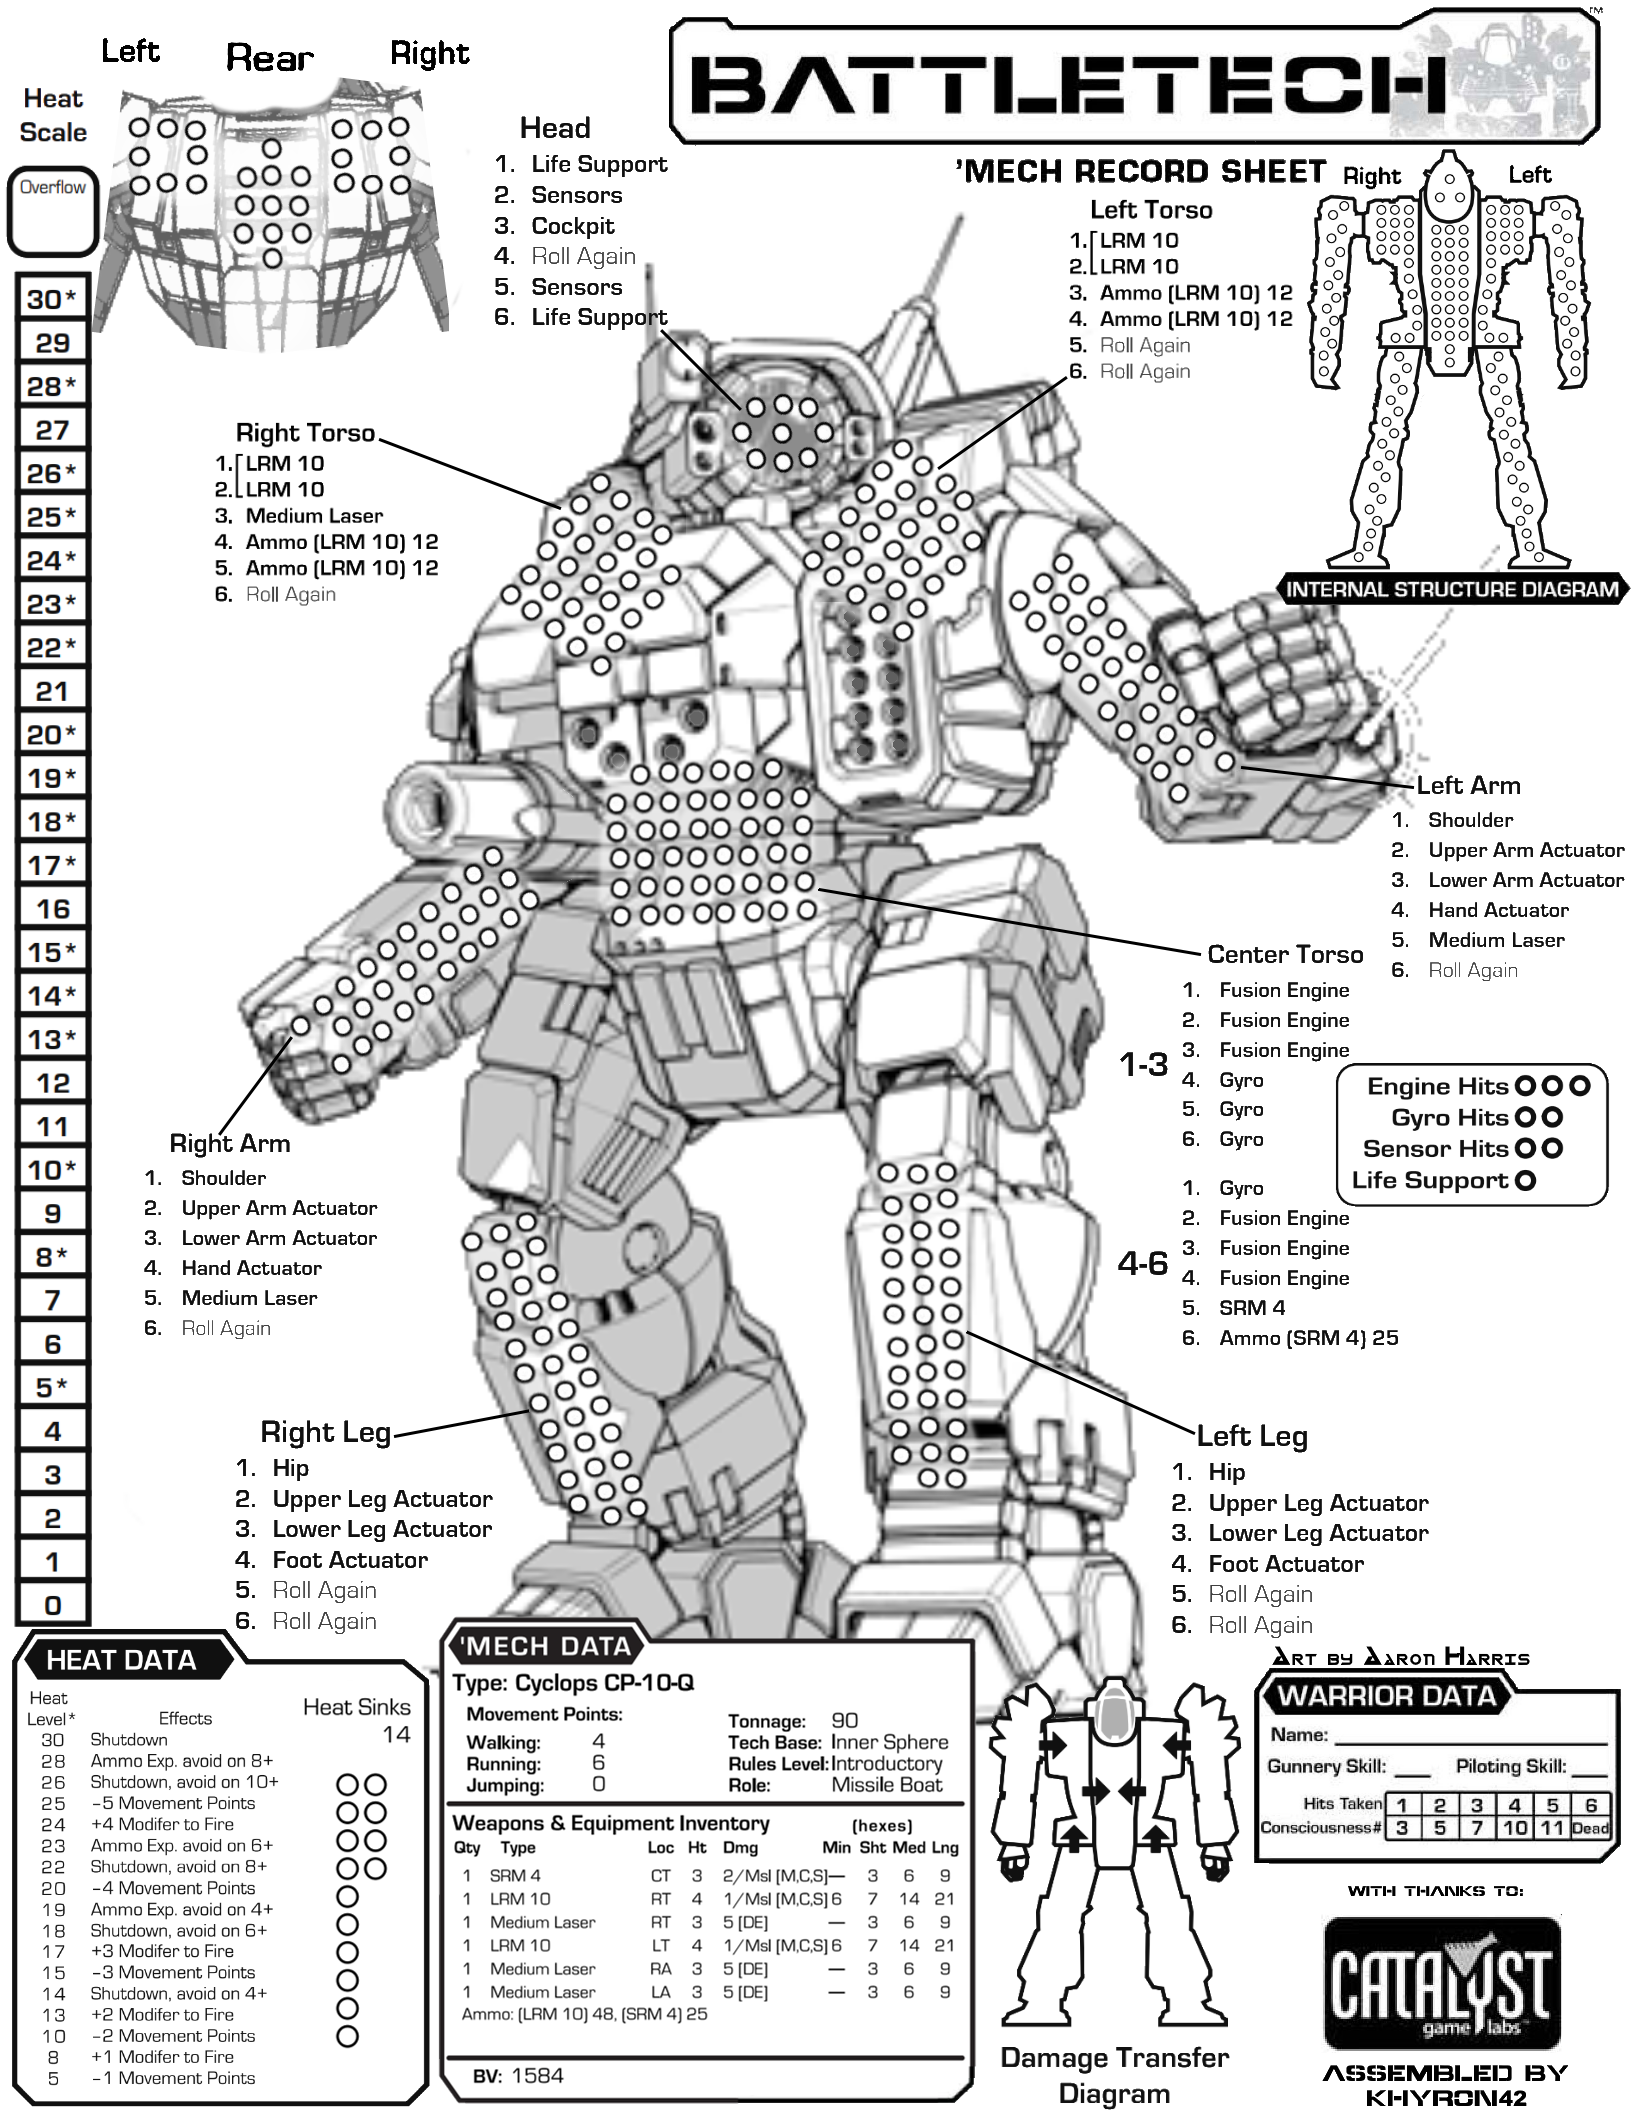 Left Rear Right
Heat
Scale
Overflow
30*
29
28*
27
26*
25*
24*
23*
22*
21
20*
19*
18*
17*
16
15*
14*
13*
12
11
10*
9
8*
7
6
5*
4
3
2
1
0
BATTLETECH
TM
'MECH RECORD SHEET
Head
1. Life Support
2. Sensors
3. Cockpit
4. Roll Again
5. Sensors
6. Life Support
Left Torso
1. LRM 10
2. LRM 10
3. Ammo (LRM 10) 12
4. Ammo (LRM 10) 12
5. Roll Again
6. Roll Again
Right Left
INTERNAL STRUCTURE DIAGRAM
Right Torso
1. LRM 10
2. LRM 10
3. Medium Laser
4. Ammo (LRM 10) 12
5. Ammo (LRM 10) 12
6. Roll Again
Left Arm
1. Shoulder
2. Upper Arm Actuator
3. Lower Arm Actuator
4. Hand Actuator
5. Medium Laser
6. Roll Again
Center Torso
1-3
1. Fusion Engine
2. Fusion Engine
3. Fusion Engine
4. Gyro
5. Gyro
6. Gyro
4-6
1. Gyro
2. Fusion Engine
3. Fusion Engine
4. Fusion Engine
5. SRM 4
6. Ammo (SRM 4) 25
Engine Hits
Gyro Hits
Sensor Hits
Life Support
Right Arm
1. Shoulder
2. Upper Arm Actuator
3. Lower Arm Actuator
4. Hand Actuator
5. Medium Laser
6. Roll Again
Right Leg
1. Hip
2. Upper Leg Actuator
3. Lower Leg Actuator
4. Foot Actuator
5. Roll Again
6. Roll Again
Left Leg
1. Hip
2. Upper Leg Actuator
3. Lower Leg Actuator
4. Foot Actuator
5. Roll Again
6. Roll Again
HEAT DATA
Heat
Level* Effects
Heat Sinks
14
30 Shutdown
28 Ammo Exp. avoid on 8+
26 Shutdown, avoid on 10+
25 -5 Movement Points
24 +4 Modifer to Fire
23 Ammo Exp. avoid on 6+
22 Shutdown, avoid on 8+
20 -4 Movement Points
19 Ammo Exp. avoid on 4+
18 Shutdown, avoid on 6+
17 +3 Modifer to Fire
15 -3 Movement Points
14 Shutdown, avoid on 4+
13 +2 Modifer to Fire
10 -2 Movement Points
8 +1 Modifer to Fire
5 -1 Movement Points
'MECH DATA
Type: Cyclops CP-10-Q
Movement Points:
Walking: 4
Running: 6
Jumping: 0
Tonnage: 90
Tech Base: Inner Sphere
Rules Level: Introductory
Role: Missile Boat
Weapons & Equipment Inventory (hexes)
Qty Type Loc Ht Dmg Min Sht Med Lng
1 SRM 4 CT 3 2/Msl [M,C,S] — 3 6 9
1 LRM 10 RT 4 1/Msl [M,C,S] 6 7 14 21
1 Medium Laser RT 3 5 [DE] — 3 6 9
1 LRM 10 LT 4 1/Msl [M,C,S] 6 7 14 21
1 Medium Laser RA 3 5 [DE] — 3 6 9
1 Medium Laser LA 3 5 [DE] — 3 6 9
Ammo: (LRM 10) 48, (SRM 4) 25
BV: 1584
Damage Transfer
Diagram
ART BY AARON HARRIS
WARRIOR DATA
Name:
Gunnery Skill: Piloting Skill:
Hits Taken 1 2 3 4 5 6
Consciousness# 3 5 7 10 11 Dead
WITH THANKS TO:
CATALYST
game labs
ASSEMBLED BY
KHYRON42